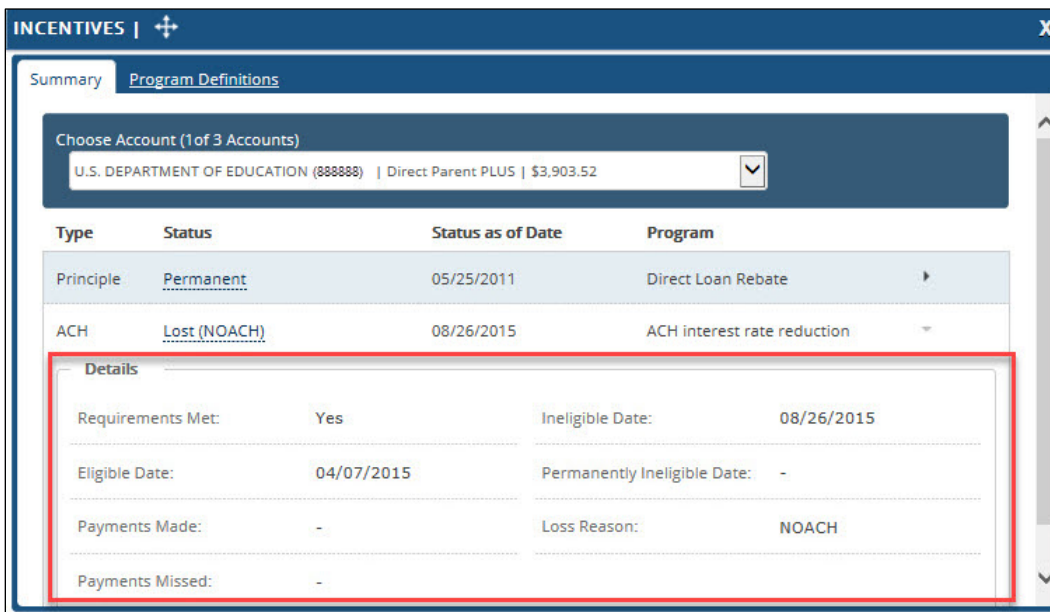 INCENTIVES | X
Summary Program Definitions
Choose Account (1of 3 Accounts)
U.S. DEPARTMENT OF EDUCATION (888888) | Direct Parent PLUS | $3,903.52
Type Status Status as of Date Program
Principle Permanent 05/25/2011 Direct Loan Rebate
ACH Lost (NOACH) 08/26/2015 ACH interest rate reduction
Details
Requirements Met: Yes Ineligible Date: 08/26/2015
Eligible Date: 04/07/2015 Permanently Ineligible Date: -
Payments Made: - Loss Reason: NOACH
Payments Missed: -